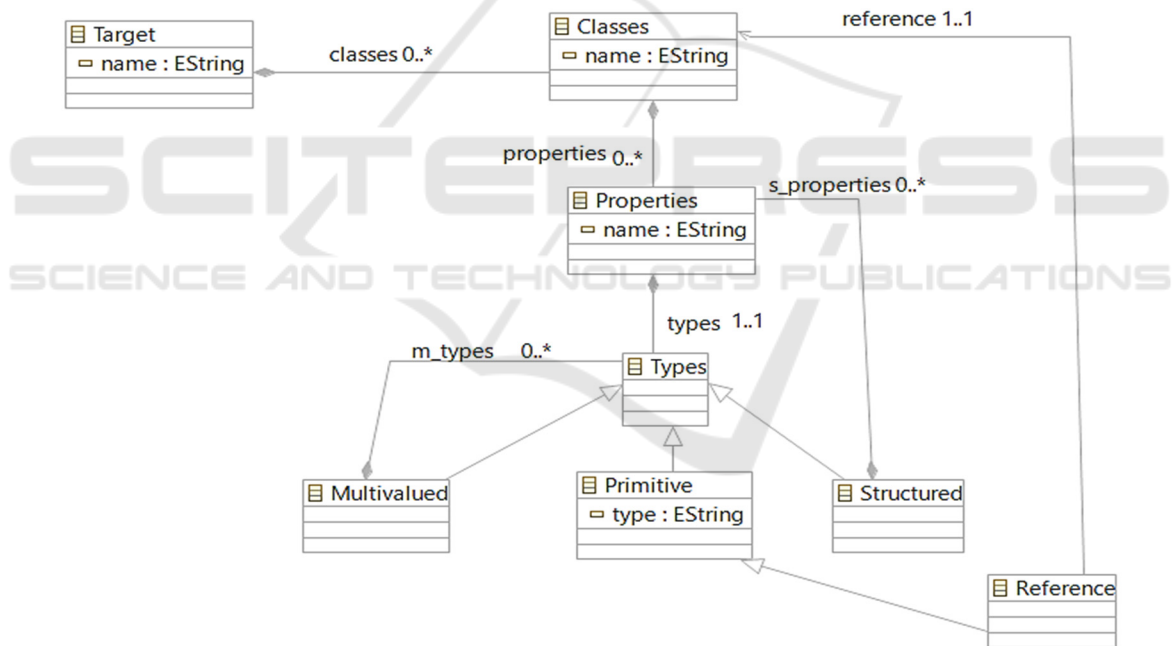 reference 1..1
Target
name : EString
classes 0..*
Classes
name : EString
properties 0..*
SCITEPRESS
s_properties 0..*
Properties
name : EString
SCIENCE AND TECHNOLOGY PUBLICATIONS
types 1..1
m_types 0..*
Types
Multivalued
Primitive
type : EString
Structured
Reference